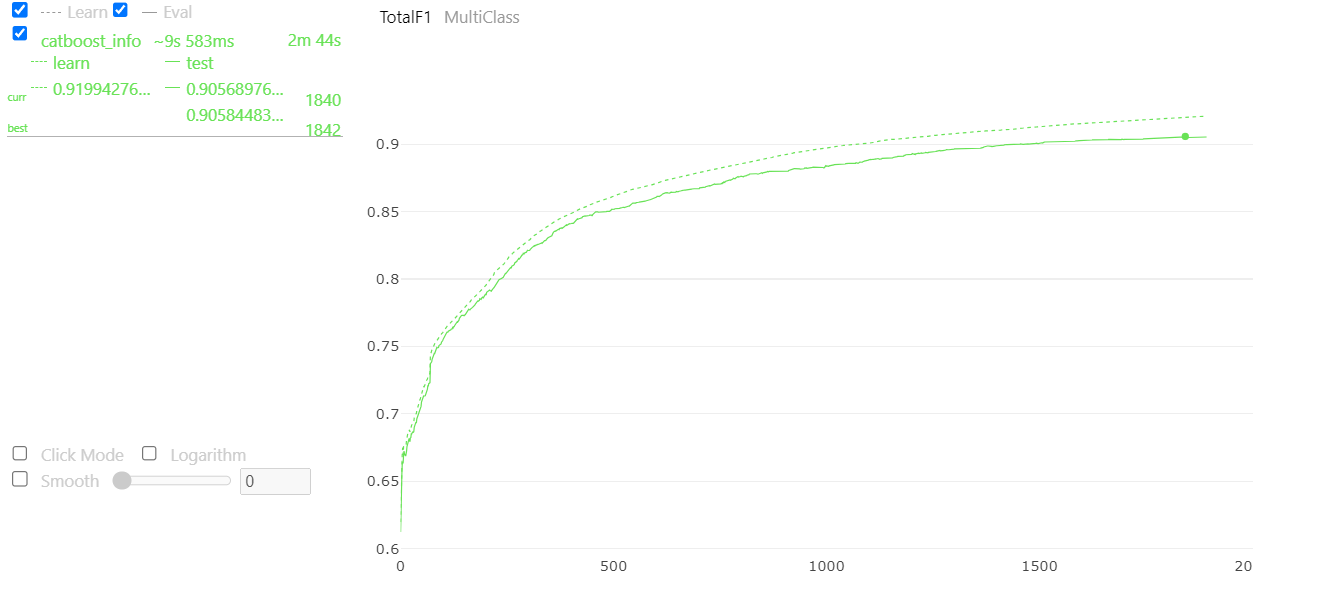 Learn Eval
catboost_info ~9s 583ms 2m 44s
learn test
curr 0.91994276... 0.90568976... 1840
best 0.90584483... 1842
Click Mode Logarithm
Smooth 0
TotalF1 MultiClass
0.9
0.85
0.8
0.75
0.7
0.65
0.6
0 500 1000 1500 20